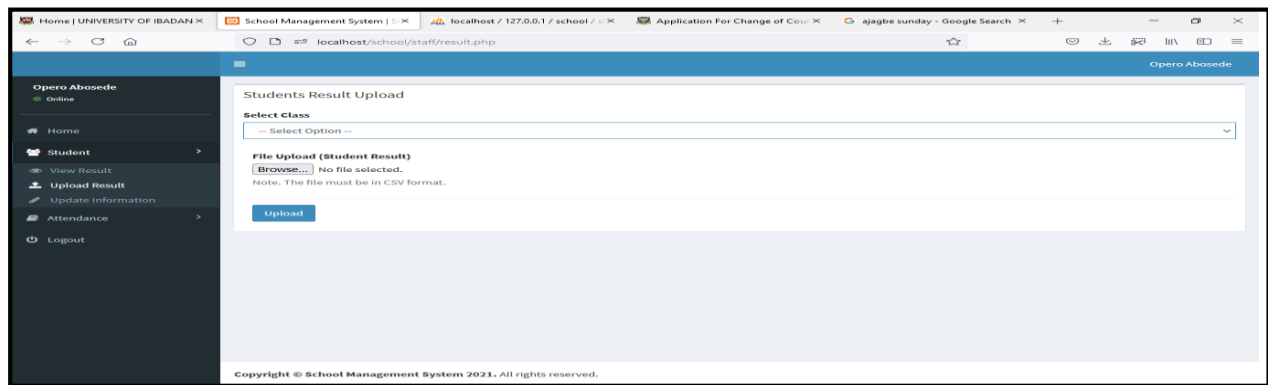 Home | UNIVERSITY OF IBADAN
School Management System | S
localhost / 127.0.0.1 / school / s
Application For Change of Cour
ajagbe sunday - Google Search
localhost/school/staff/result.php
Opero Abosede
Opero Abosede
Online
Home
Student
View Result
Upload Result
Update Information
Attendance
Logout
Students Result Upload
Select Class
-- Select Option --
File Upload (Student Result)
Browse... No file selected.
Note. The file must be in CSV format.
Upload
Copyright © School Management System 2021. All rights reserved.